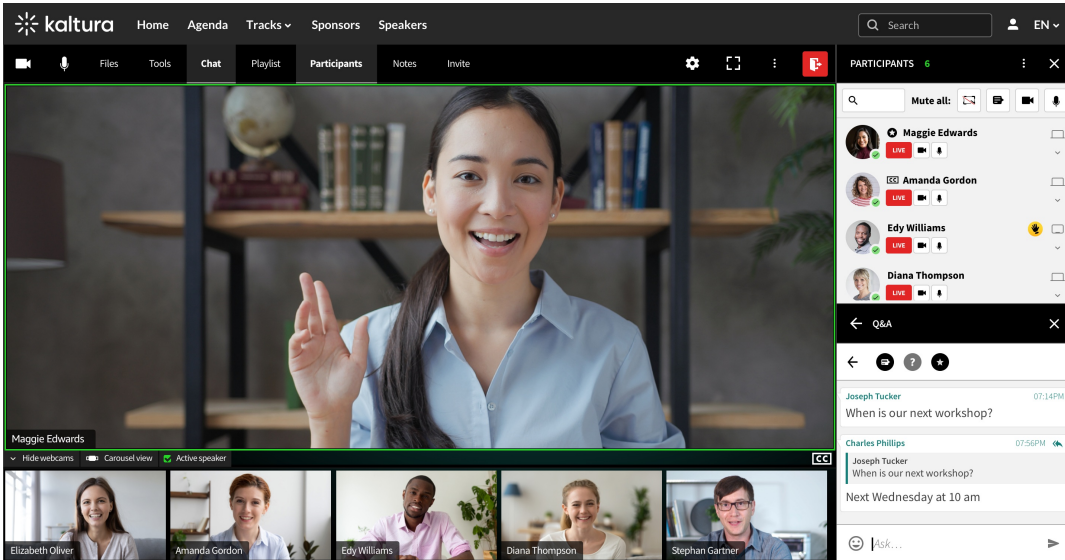 kaltura
Home Agenda Tracks Sponsors Speakers
Search
EN
Files Tools Chat Playlist Participants Notes Invite
PARTICIPANTS 6
Mute all:
Maggie Edwards
LIVE
CC Amanda Gordon
LIVE
Edy Williams
LIVE
Diana Thompson
LIVE
Q&A
?
Joseph Tucker 07:14PM
When is our next workshop?
Charles Phillips 07:56PM
Joseph Tucker
When is our next workshop?
Next Wednesday at 10 am
Ask...
Maggie Edwards
Hide webcams Carousel view Active speaker
CC
Elizabeth Oliver
Amanda Gordon
Edy Williams
Diana Thompson
Stephan Gartner